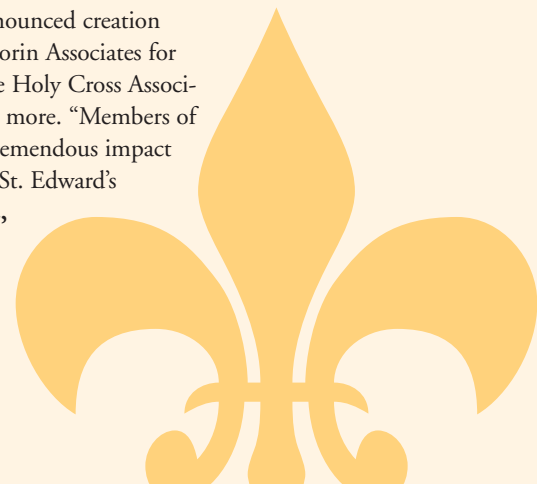 nounced creation
orin Associates for
e Holy Cross Associ-
more. “Members of
emendous impact
St. Edward’s
,”